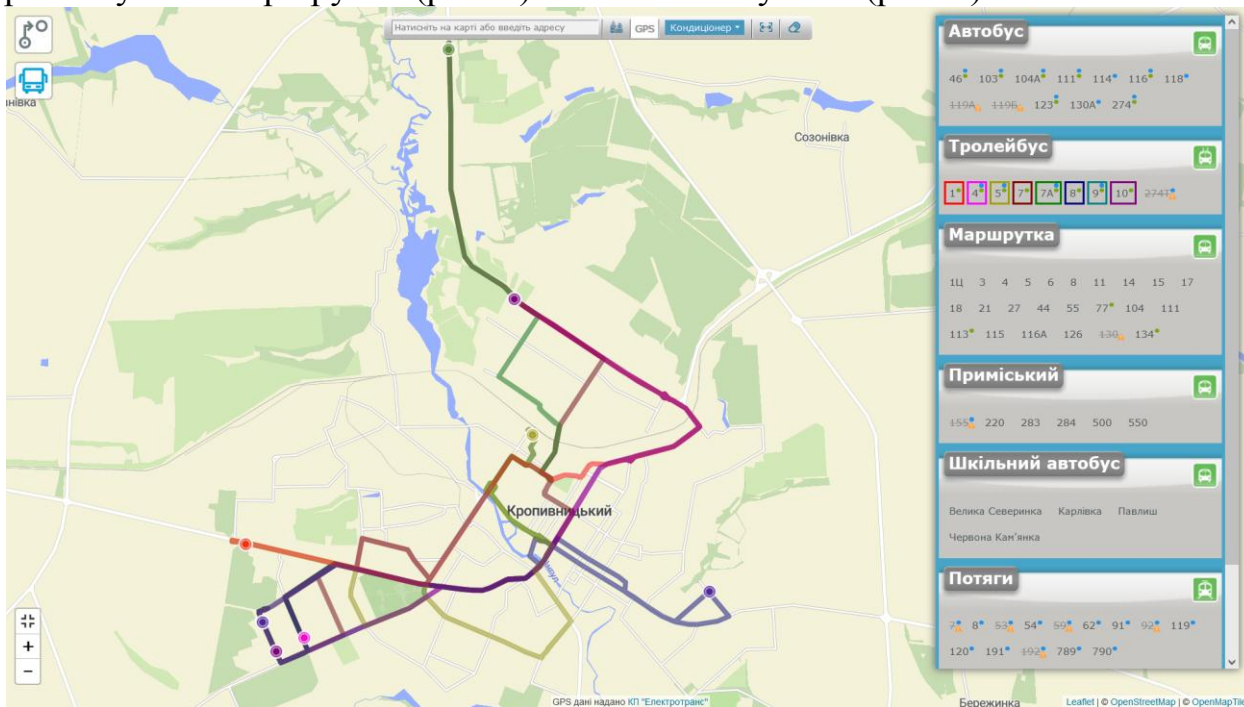 Натисніть на карті або введіть адресу GPS Кондиціонер
Созонівка
нівка
Кропивницький
Бережинка
GPS дані надано КП "Електротранс"
Leaflet | © OpenStreetMap | © OpenMapTile
+
−
Автобус
46 103 104А 111 114 116 118
119А 119Б 123 130А 274
Тролейбус
1 4 5 7 7А 8 9 10 274Т
Маршрутка
1Ц 3 4 5 6 8 11 14 15 17
18 21 27 44 55 77 104 111
113 115 116А 126 130 134
Приміський
155 220 283 284 500 550
Шкільний автобус
Велика Северинка Карлівка Павлиш
Червона Кам'янка
Потяги
7 8 53 54 59 62 91 92 119
120 191 192 789 790